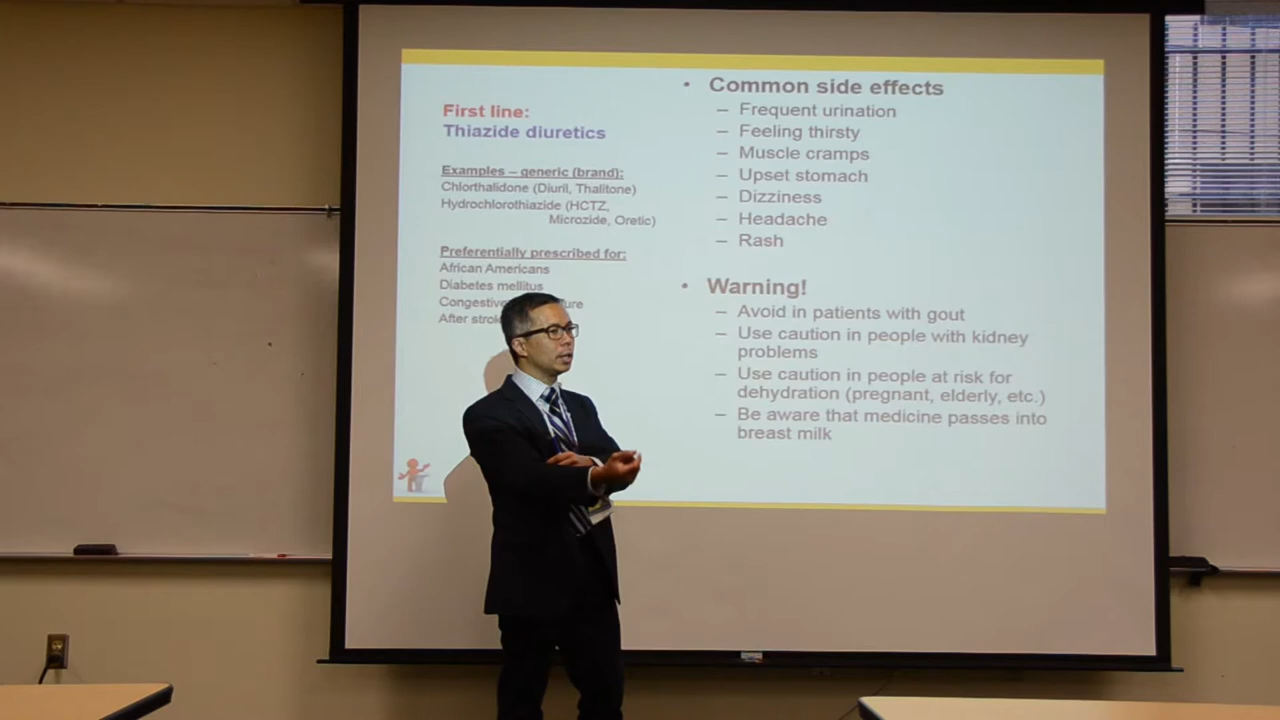 First line:
Thiazide diuretics
Examples – generic (brand):
Chlorthalidone (Diuril, Thalitone)
Hydrochlorothiazide (HCTZ,
Microzide, Oretic)
Preferentially prescribed for:
African Americans
Diabetes mellitus
Congestive
After
• Common side effects
– Frequent urination
– Feeling thirsty
– Muscle cramps
– Upset stomach
– Dizziness
– Headache
– Rash
• Warning!
– Avoid in patients with gout
– Use caution in people with kidney
problems
– Use caution in people at risk for
dehydration (pregnant, elderly, etc.)
– Be aware that medicine passes into
breast milk